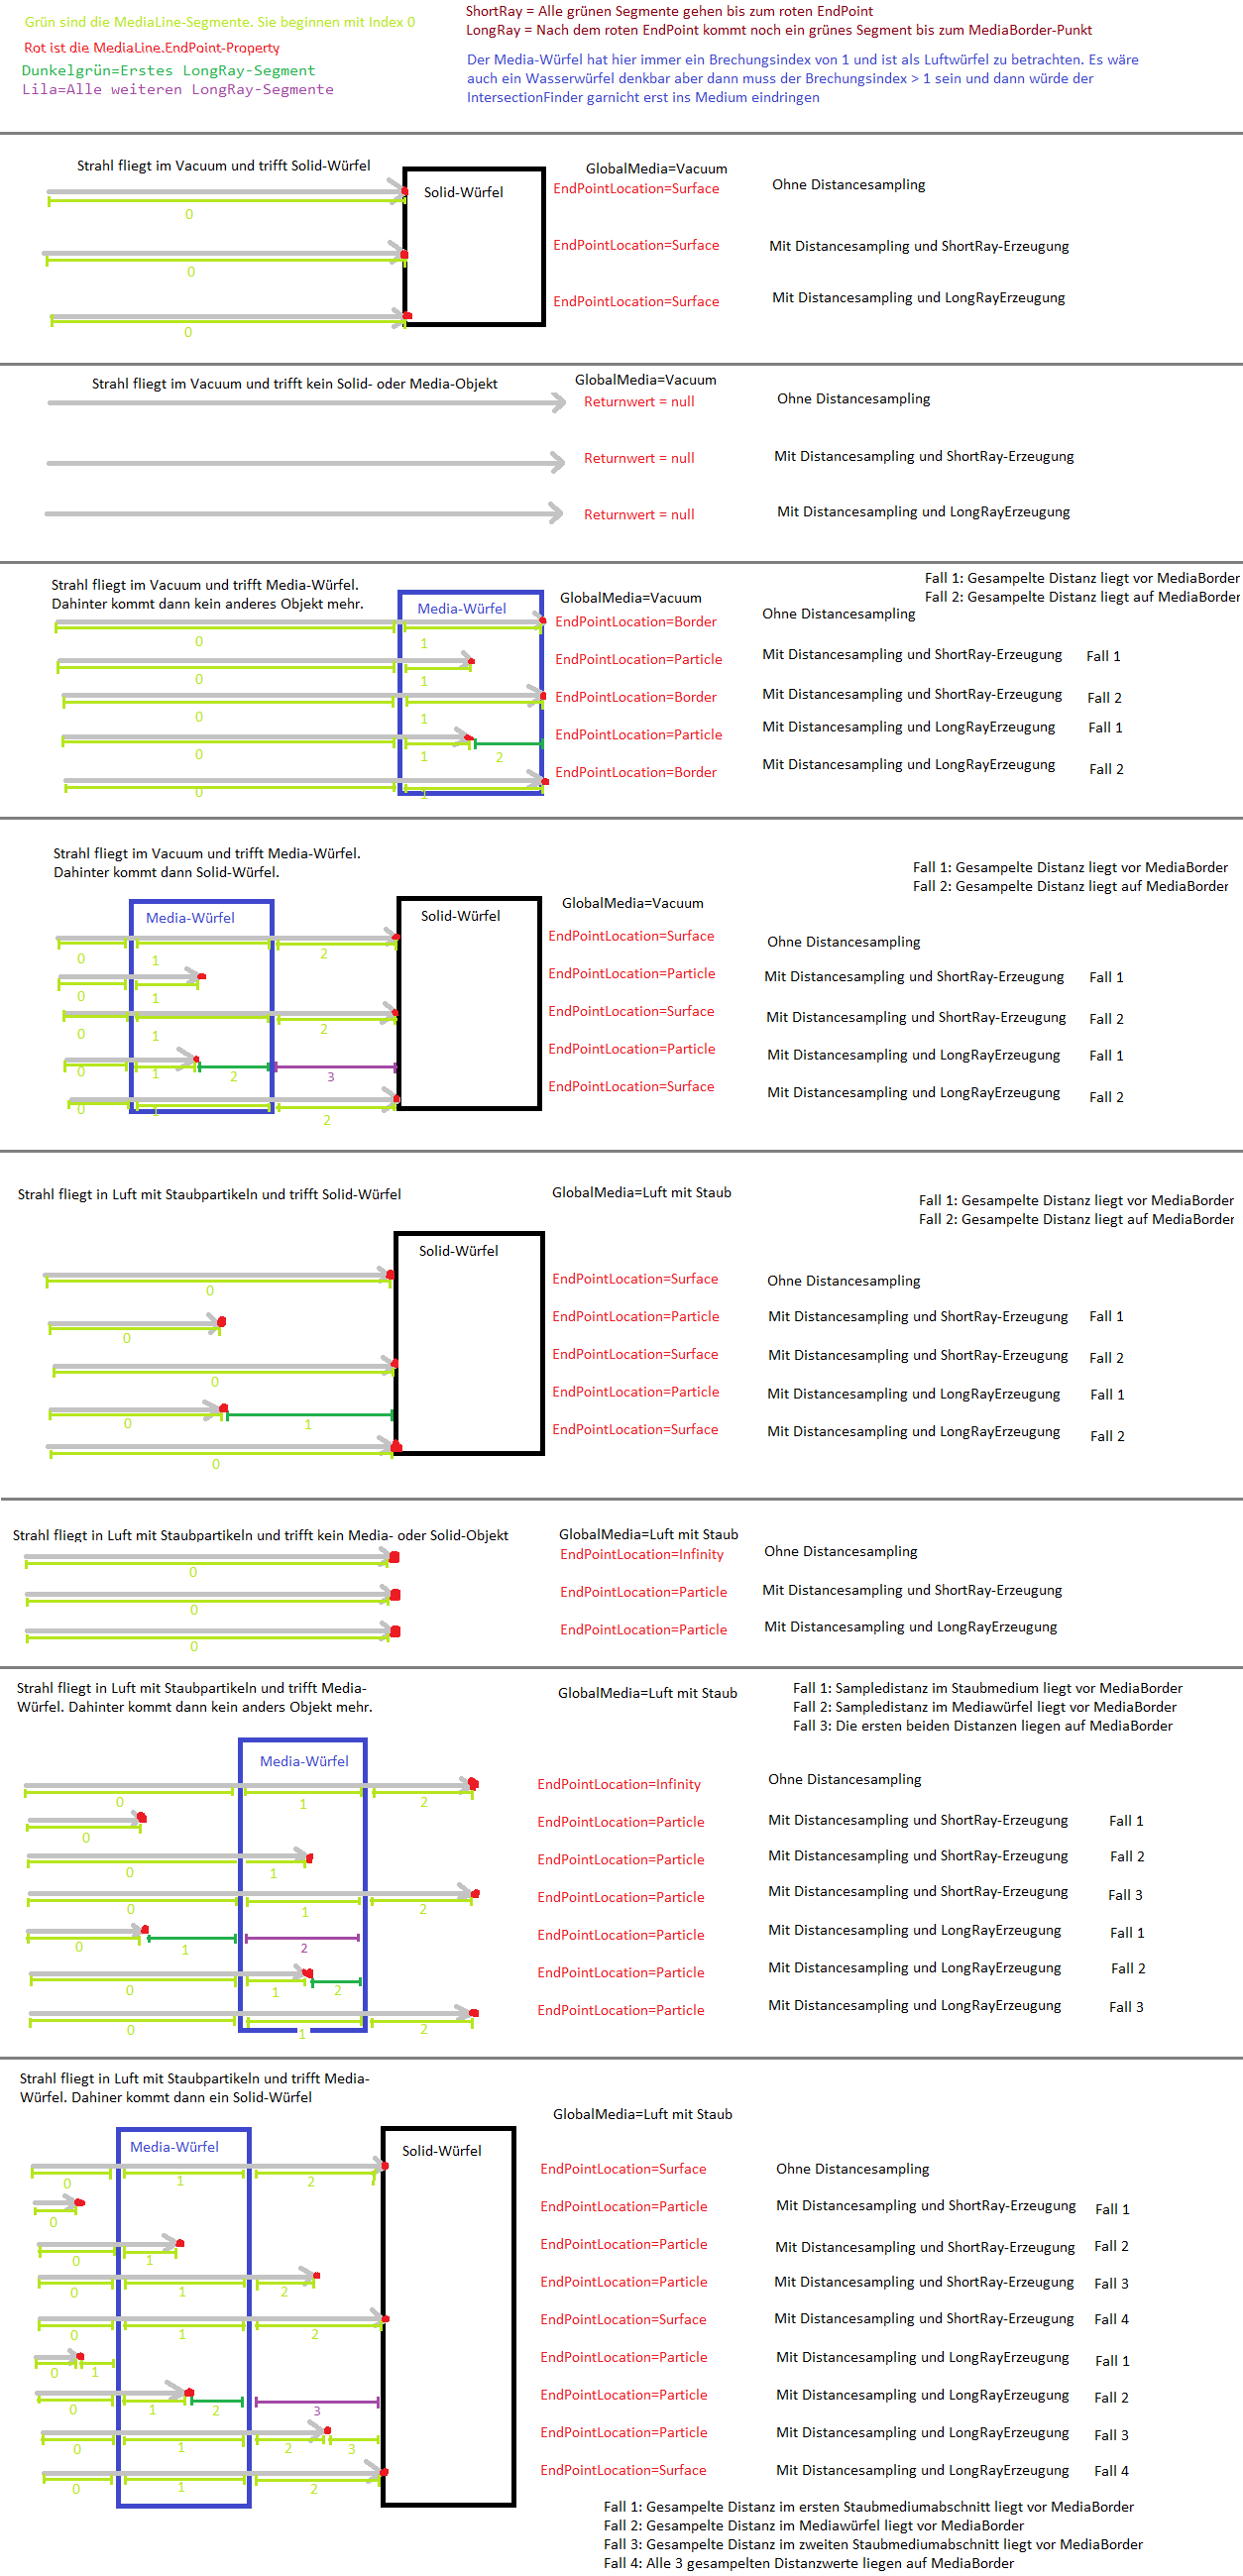 Grün sind die MediaLine-Segmente. Sie beginnen mit Index 0
Rot ist die MediaLine.EndPoint-Property
Dunkelgrün=Erstes LongRay-Segment
Lila=Alle weiteren LongRay-Segmente
ShortRay = Alle grünen Segmente gehen bis zum roten EndPoint
LongRay = Nach dem roten EndPoint kommt noch ein grünes Segment bis zum MediaBorder-Punkt
Der Media-Würfel hat hier immer ein Brechungsindex von 1 und ist als Luftwürfel zu betrachten. Es wäre
auch ein Wasserwürfel denkbar aber dann muss der Brechungsindex > 1 sein und dann würde der
IntersectionFinder garnicht erst ins Medium eindringen
Strahl fliegt im Vacuum und trifft Solid-Würfel
GlobalMedia=Vacuum
Solid-Würfel
EndPointLocation=Surface Ohne Distancesampling
0
EndPointLocation=Surface Mit Distancesampling und ShortRay-Erzeugung
0
EndPointLocation=Surface Mit Distancesampling und LongRayErzeugung
0
Strahl fliegt im Vacuum und trifft kein Solid- oder Media-Objekt
GlobalMedia=Vacuum
Returnwert = null Ohne Distancesampling
Returnwert = null Mit Distancesampling und ShortRay-Erzeugung
Returnwert = null Mit Distancesampling und LongRayErzeugung
Strahl fliegt im Vacuum und trifft Media-Würfel.
Dahinter kommt dann kein anderes Objekt mehr.
Fall 1: Gesampelte Distanz liegt vor MediaBorder
Fall 2: Gesampelte Distanz liegt auf MediaBorder
GlobalMedia=Vacuum
Media-Würfel
EndPointLocation=Border Ohne Distancesampling
0 1
EndPointLocation=Particle Mit Distancesampling und ShortRay-Erzeugung Fall 1
0 1
EndPointLocation=Border Mit Distancesampling und ShortRay-Erzeugung Fall 2
0 1
EndPointLocation=Particle Mit Distancesampling und LongRayErzeugung Fall 1
0 1 2
EndPointLocation=Border Mit Distancesampling und LongRayErzeugung Fall 2
0 1
Strahl fliegt im Vacuum und trifft Media-Würfel.
Dahinter kommt dann Solid-Würfel.
Fall 1: Gesampelte Distanz liegt vor MediaBorder
Fall 2: Gesampelte Distanz liegt auf MediaBorder
GlobalMedia=Vacuum
Media-Würfel Solid-Würfel
EndPointLocation=Surface Ohne Distancesampling
0 1 2
EndPointLocation=Particle Mit Distancesampling und ShortRay-Erzeugung Fall 1
0 1
EndPointLocation=Surface Mit Distancesampling und ShortRay-Erzeugung Fall 2
0 1 2
EndPointLocation=Particle Mit Distancesampling und LongRayErzeugung Fall 1
0 1 2 3
EndPointLocation=Surface Mit Distancesampling und LongRayErzeugung Fall 2
0 1 2
Strahl fliegt in Luft mit Staubpartikeln und trifft Solid-Würfel
GlobalMedia=Luft mit Staub
Fall 1: Gesampelte Distanz liegt vor MediaBorder
Fall 2: Gesampelte Distanz liegt auf MediaBorder
Solid-Würfel
EndPointLocation=Surface Ohne Distancesampling
0
EndPointLocation=Particle Mit Distancesampling und ShortRay-Erzeugung Fall 1
0
EndPointLocation=Surface Mit Distancesampling und ShortRay-Erzeugung Fall 2
0
EndPointLocation=Particle Mit Distancesampling und LongRayErzeugung Fall 1
0 1
EndPointLocation=Surface Mit Distancesampling und LongRayErzeugung Fall 2
0
Strahl fliegt in Luft mit Staubpartikeln und trifft kein Media- oder Solid-Objekt
GlobalMedia=Luft mit Staub
EndPointLocation=Infinity Ohne Distancesampling
0
EndPointLocation=Particle Mit Distancesampling und ShortRay-Erzeugung
0
EndPointLocation=Particle Mit Distancesampling und LongRayErzeugung
0
Strahl fliegt in Luft mit Staubpartikeln und trifft Media-
Würfel. Dahinter kommt dann kein anders Objekt mehr.
GlobalMedia=Luft mit Staub
Fall 1: Sampledistanz im Staubmedium liegt vor MediaBorder
Fall 2: Sampledistanz im Mediawürfel liegt vor MediaBorder
Fall 3: Die ersten beiden Distanzen liegen auf MediaBorder
Media-Würfel
EndPointLocation=Infinity Ohne Distancesampling
0 1 2
EndPointLocation=Particle Mit Distancesampling und ShortRay-Erzeugung Fall 1
0
EndPointLocation=Particle Mit Distancesampling und ShortRay-Erzeugung Fall 2
0 1
EndPointLocation=Particle Mit Distancesampling und ShortRay-Erzeugung Fall 3
0 1 2
EndPointLocation=Particle Mit Distancesampling und LongRayErzeugung Fall 1
0 1 2
EndPointLocation=Particle Mit Distancesampling und LongRayErzeugung Fall 2
0 1 2
EndPointLocation=Particle Mit Distancesampling und LongRayErzeugung Fall 3
0 1 2
Strahl fliegt in Luft mit Staubpartikeln und trifft Media-
Würfel. Dahiner kommt dann ein Solid-Würfel
GlobalMedia=Luft mit Staub
Media-Würfel Solid-Würfel
EndPointLocation=Surface Ohne Distancesampling
0 1 2
EndPointLocation=Particle Mit Distancesampling und ShortRay-Erzeugung Fall 1
0
EndPointLocation=Particle Mit Distancesampling und ShortRay-Erzeugung Fall 2
0 1
EndPointLocation=Particle Mit Distancesampling und ShortRay-Erzeugung Fall 3
0 1 2
EndPointLocation=Surface Mit Distancesampling und ShortRay-Erzeugung Fall 4
0 1 2
EndPointLocation=Particle Mit Distancesampling und LongRayErzeugung Fall 1
0 1
EndPointLocation=Particle Mit Distancesampling und LongRayErzeugung Fall 2
0 1 2 3
EndPointLocation=Particle Mit Distancesampling und LongRayErzeugung Fall 3
0 1 2 3
EndPointLocation=Surface Mit Distancesampling und LongRayErzeugung Fall 4
0 1 2
Fall 1: Gesampelte Distanz im ersten Staubmediumabschnitt liegt vor MediaBorder
Fall 2: Gesampelte Distanz im Mediawürfel liegt vor MediaBorder
Fall 3: Gesampelte Distanz im zweiten Staubmediumabschnitt liegt vor MediaBorder
Fall 4: Alle 3 gesampelten Distanzwerte liegen auf MediaBorder